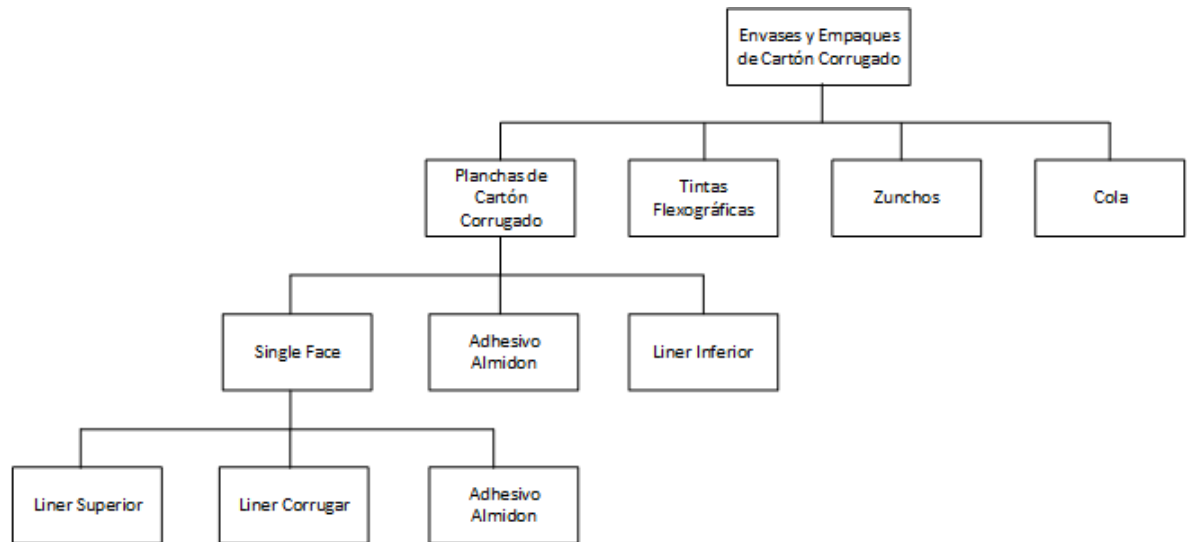 Envases y Empaques
de Cartón Corrugado
Planchas de
Cartón
Corrugado
Tintas
Flexográficas
Zunchos
Cola
Single Face
Adhesivo
Almidon
Liner Inferior
Liner Superior
Liner Corrugar
Adhesivo
Almidon